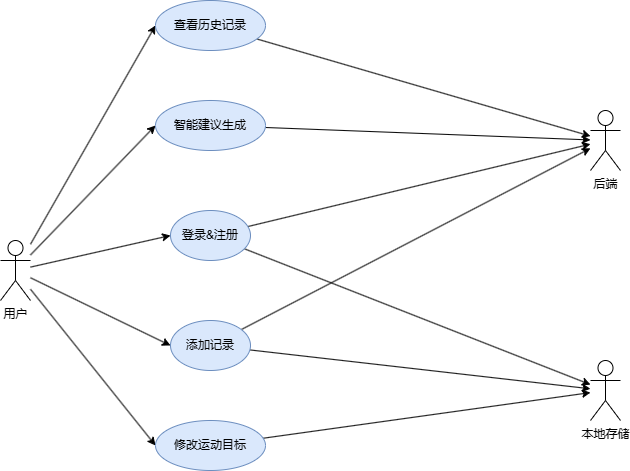 查看历史记录
智能建议生成
后端
登录&注册
用户
添加记录
本地存储
修改运动目标